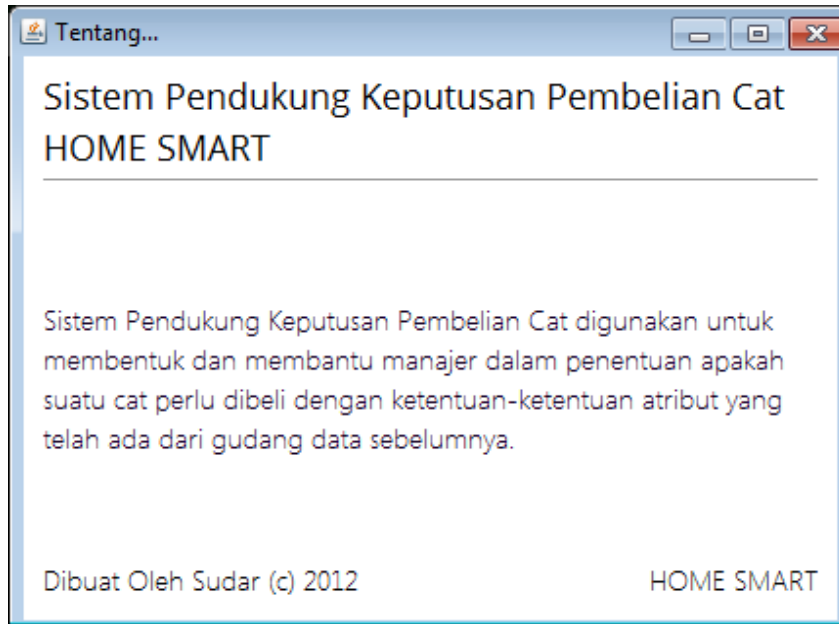 Tentang...
Sistem Pendukung Keputusan Pembelian Cat
HOME SMART
Sistem Pendukung Keputusan Pembelian Cat digunakan untuk
membentuk dan membantu manajer dalam penentuan apakah
suatu cat perlu dibeli dengan ketentuan-ketentuan atribut yang
telah ada dari gudang data sebelumnya.
Dibuat Oleh Sudar (c) 2012 HOME SMART